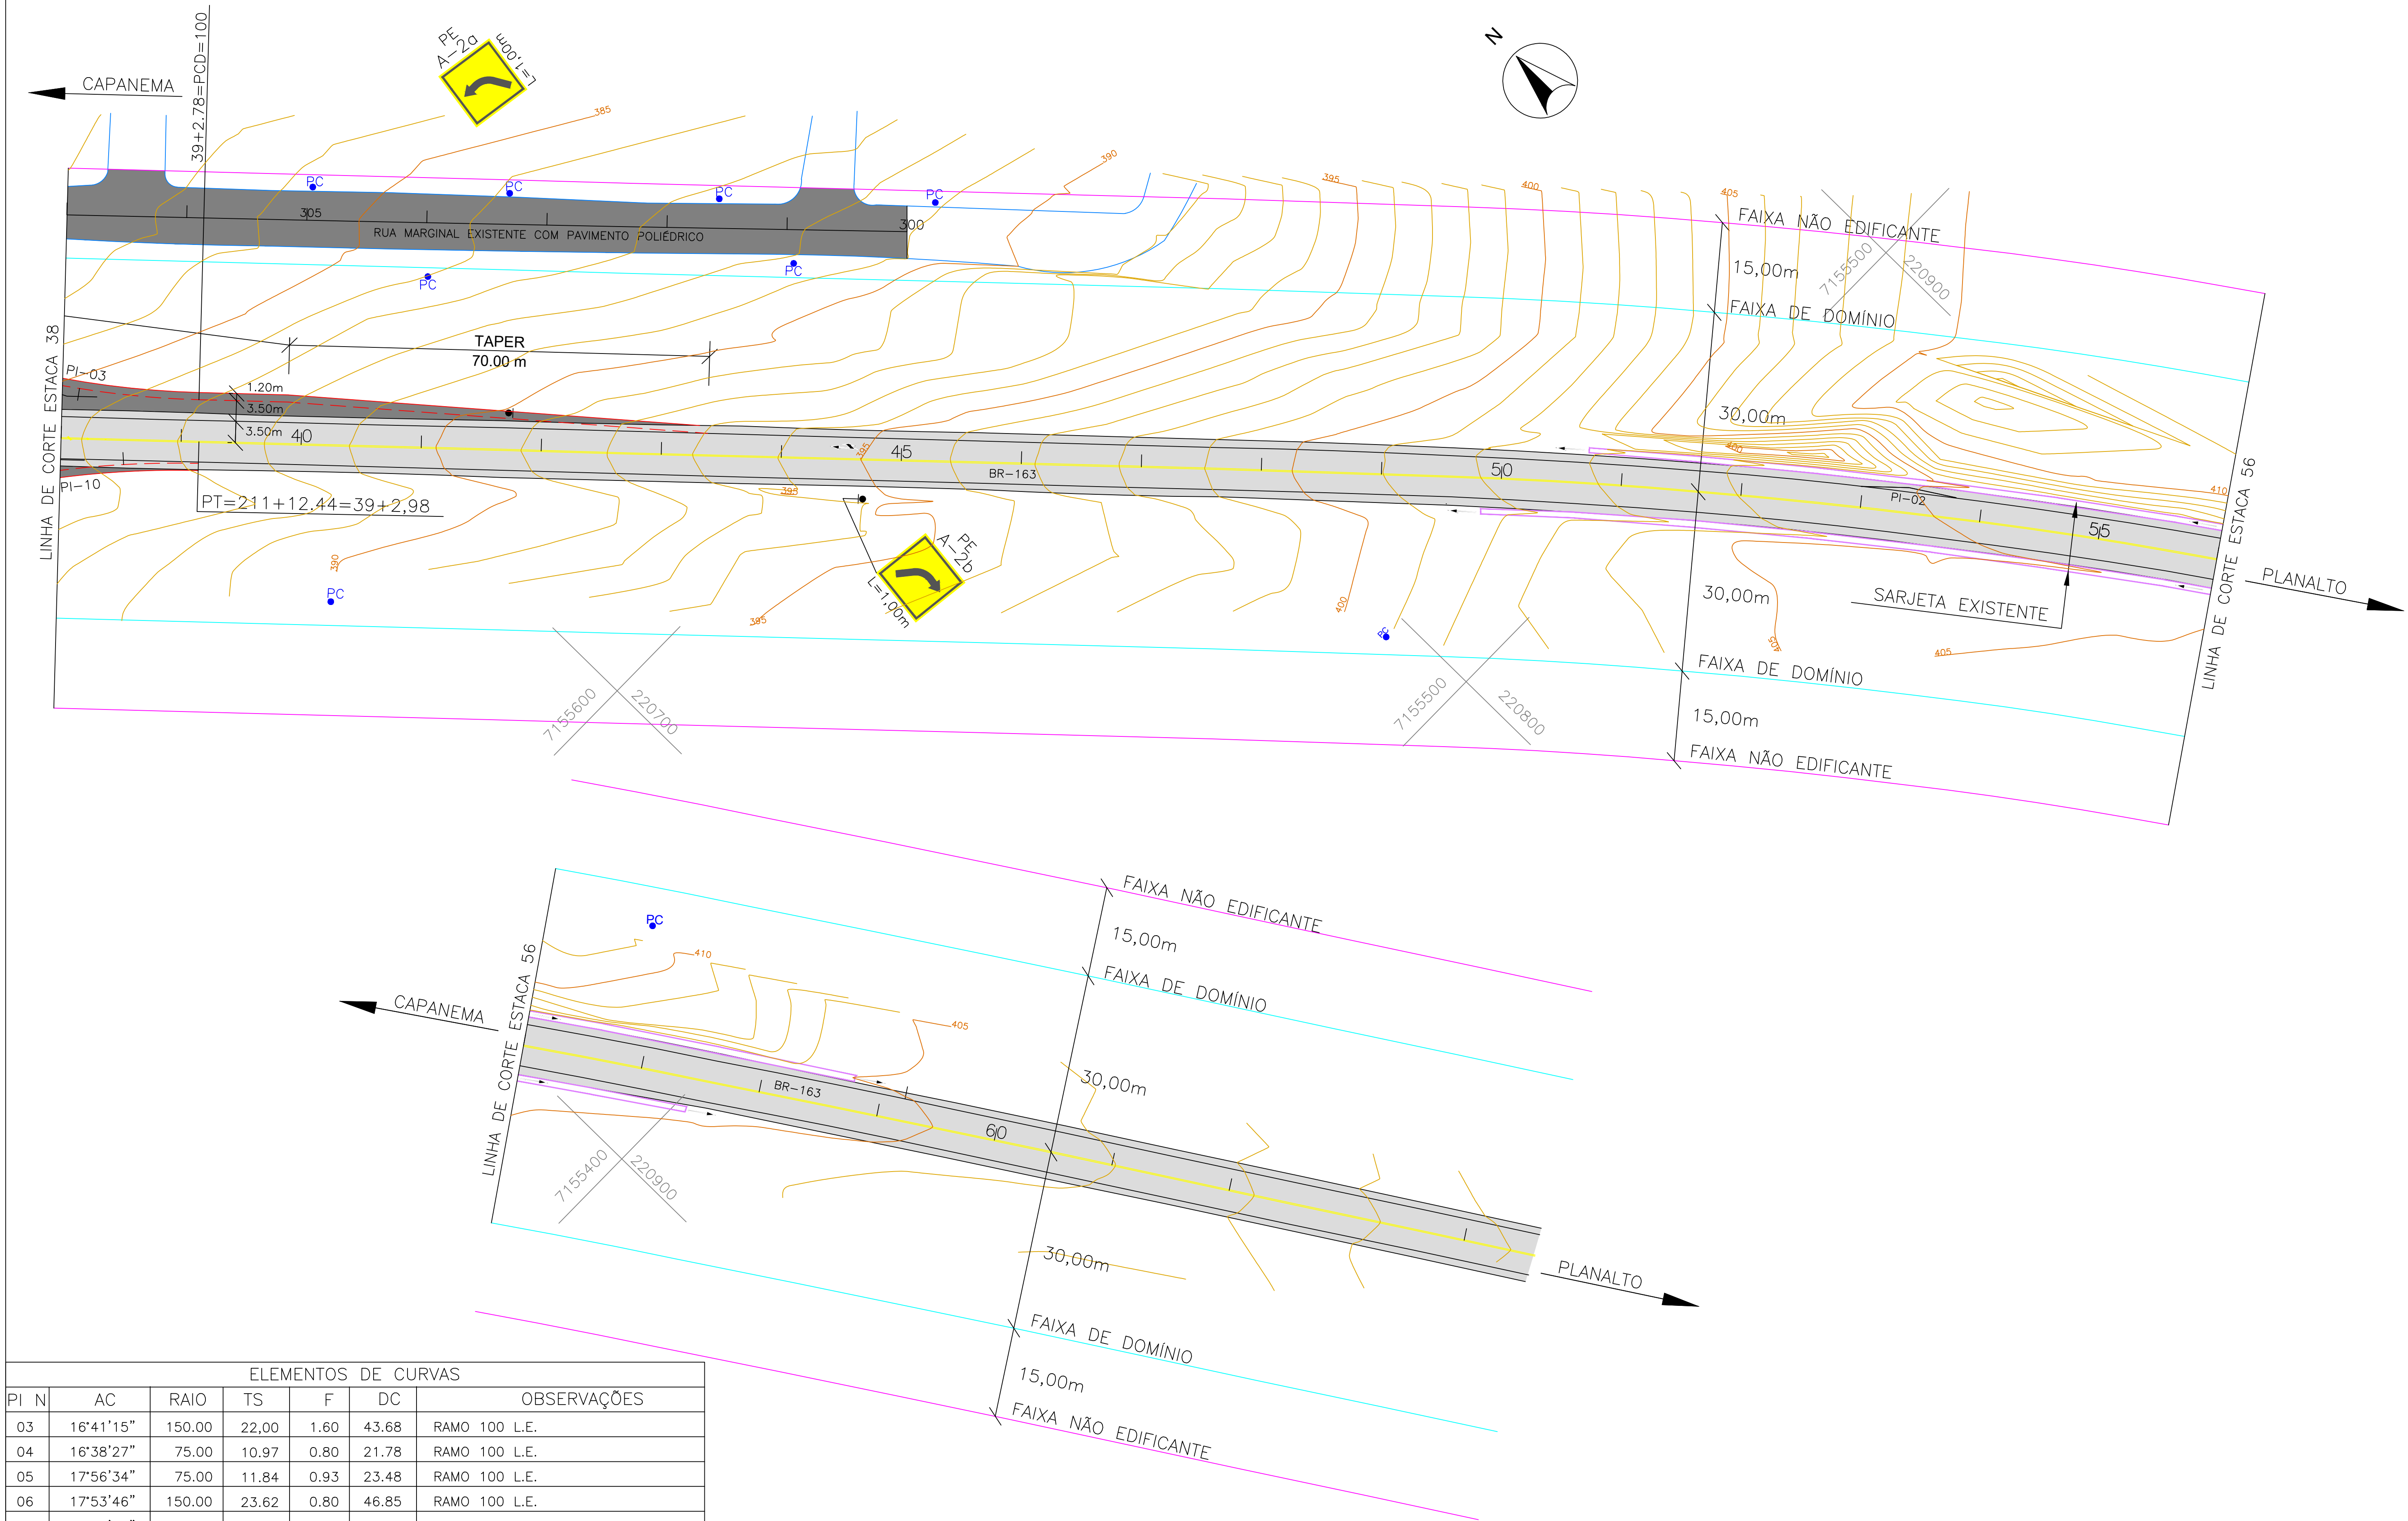 CAPANEMA
39+2.78=PCD=100
PE
A-2a
L=1,00m
N
385
390
395
400
405
PC
PC
PC
PC
305
300
RUA MARGINAL EXISTENTE COM PAVIMENTO POLIÉDRICO
PC
PC
FAIXA NÃO EDIFICANTE
15,00m
7155500
220900
FAIXA DE DOMÍNIO
LINHA DE CORTE ESTACA 38
TAPER
70.00 m
PI-03
1.20m
3.50m
3.50m
40
45
395
BR-163
50
30,00m
400
PI-02
410
55
LINHA DE CORTE ESTACA 56
PI-10
PT=211+12.44=39+2,98
395
390
PC
PE
A-2b
L=1,00m
395
400
PC
30,00m
405
405
SARJETA EXISTENTE
PLANALTO
7155600
220700
7155500
220800
FAIXA DE DOMÍNIO
15,00m
FAIXA NÃO EDIFICANTE
FAIXA NÃO EDIFICANTE
15,00m
FAIXA DE DOMÍNIO
PC
410
405
CAPANEMA
LINHA DE CORTE ESTACA 56
BR-163
30,00m
60
7155400
220900
30,00m
PLANALTO
FAIXA DE DOMÍNIO
15,00m
FAIXA NÃO EDIFICANTE
ELEMENTOS DE CURVAS
PI N AC RAIO TS F DC OBSERVAÇÕES
03 16°41'15" 150.00 22,00 1.60 43.68 RAMO 100 L.E.
04 16°38'27" 75.00 10.97 0.80 21.78 RAMO 100 L.E.
05 17°56'34" 75.00 11.84 0.93 23.48 RAMO 100 L.E.
06 17°53'46" 150.00 23.62 0.80 46.85 RAMO 100 L.E.